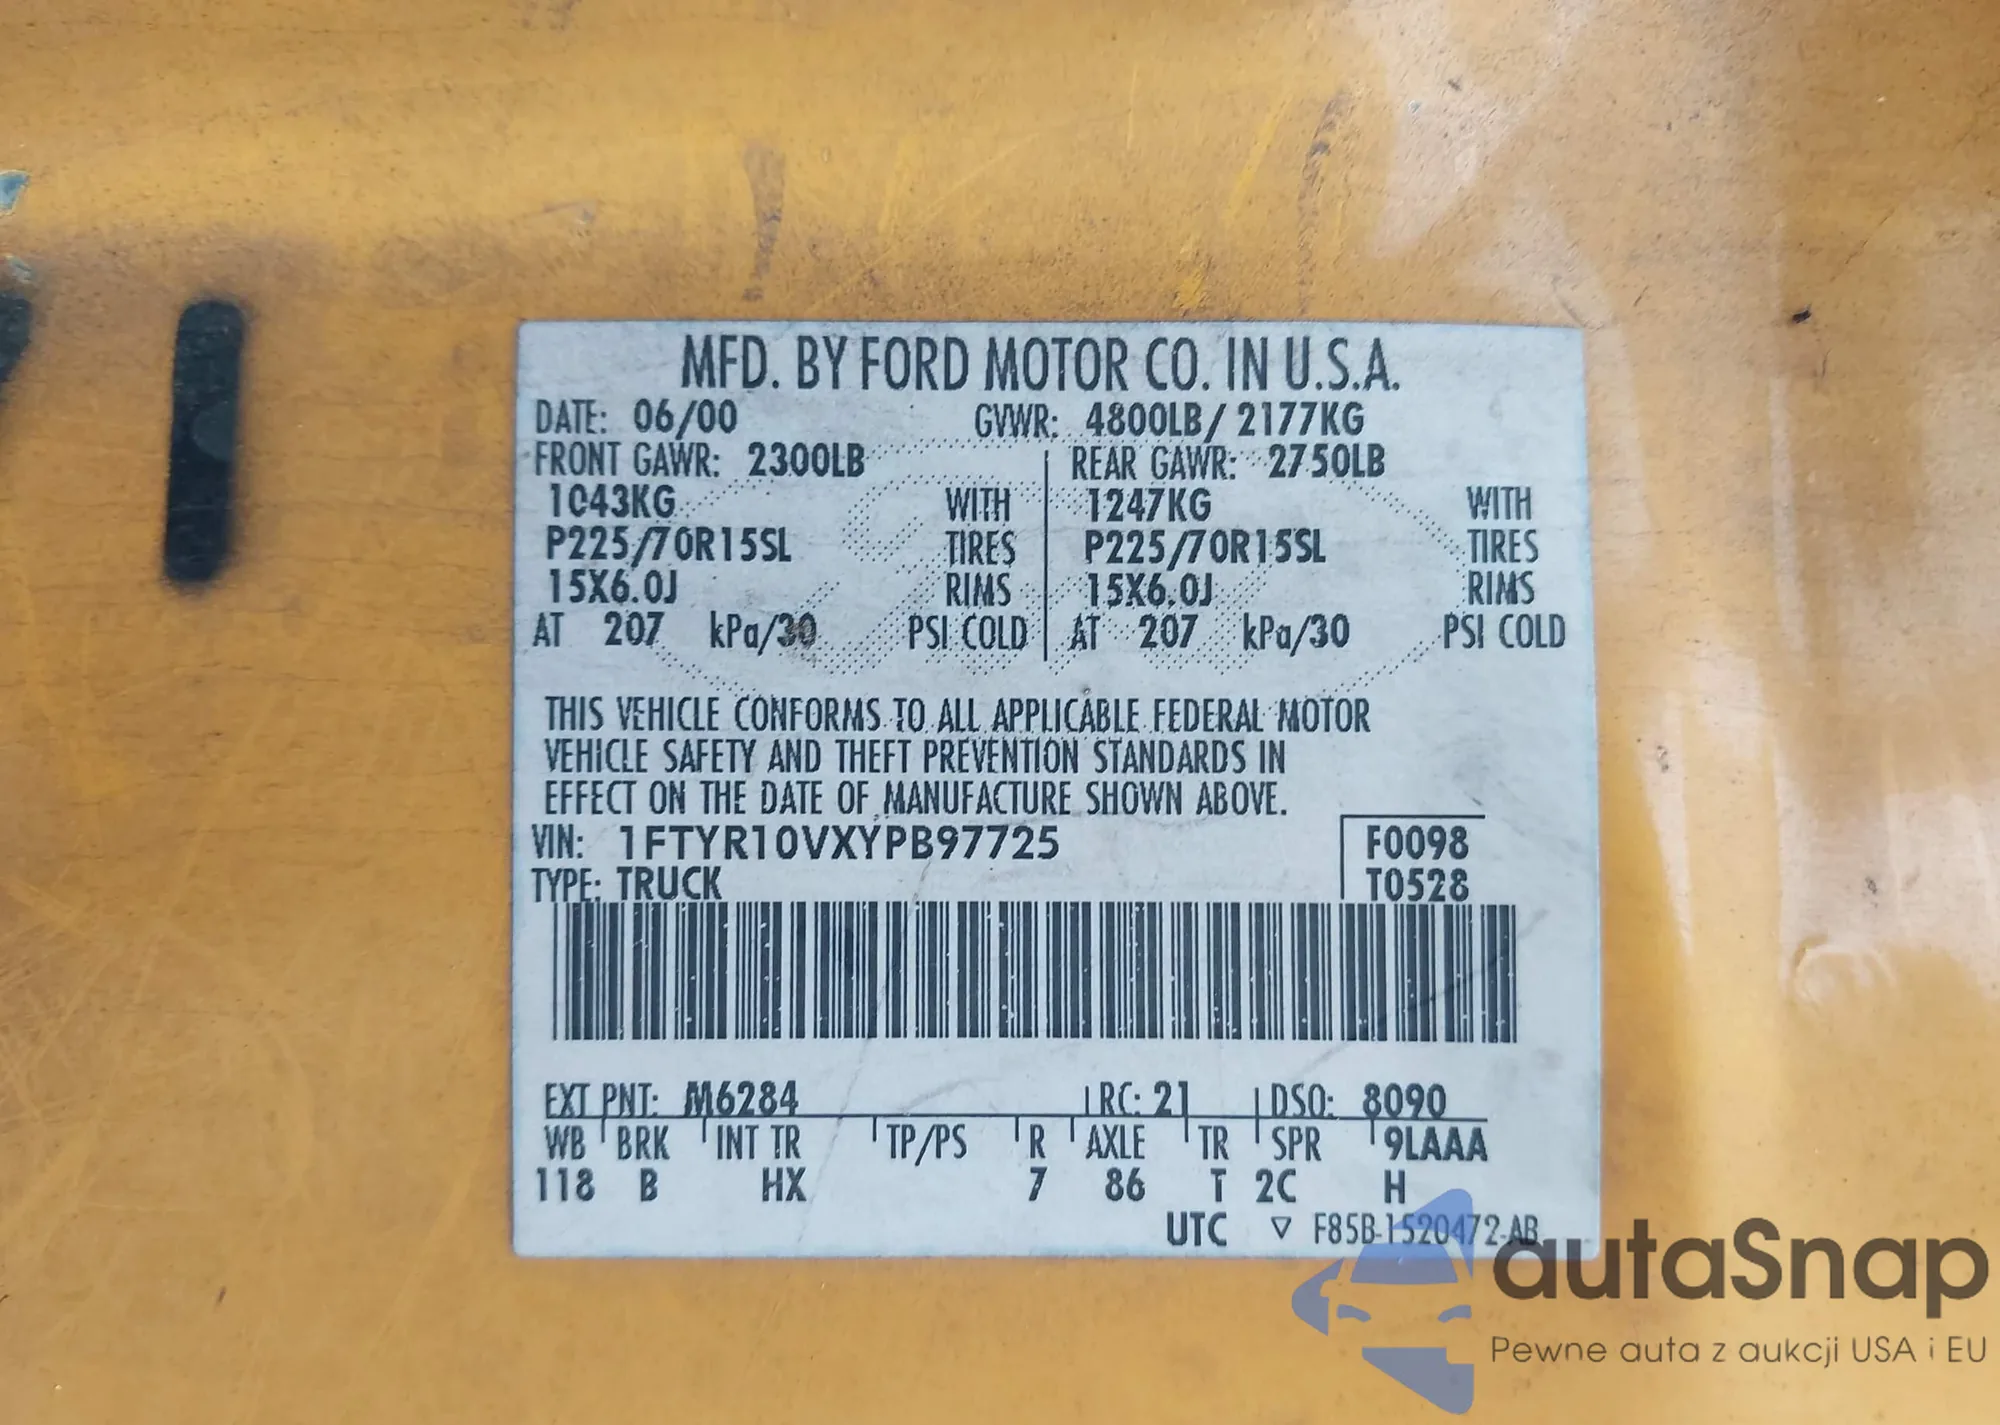 MFD. BY FORD MOTOR CO. IN U.S.A.
DATE: 06/00 GVWR: 4800LB/ 2177KG
FRONT GAWR: 2300LB REAR GAWR: 2750LB
1043KG WITH 1247KG WITH
P225/70R15SL TIRES P225/70R15SL TIRES
15X6.0J RIMS 15X6.0J RIMS
AT 207 kPa/30 PSI COLD AT 207 kPa/30 PSI COLD
THIS VEHICLE CONFORMS TO ALL APPLICABLE FEDERAL MOTOR
VEHICLE SAFETY AND THEFT PREVENTION STANDARDS IN
EFFECT ON THE DATE OF MANUFACTURE SHOWN ABOVE.
VIN: 1FTYR10VXYPB97725 F0098
TYPE: TRUCK T0528
EXT PNT: M6284 RC: 21 DSO: 8090
WB BRK INT TR TP/PS R AXLE TR SPR 9LAAA
118 B HX 7 86 T 2C H
UTC ▽ F85B-1520472-AB
autaSnap
Pewne auta z aukcji USA i EU